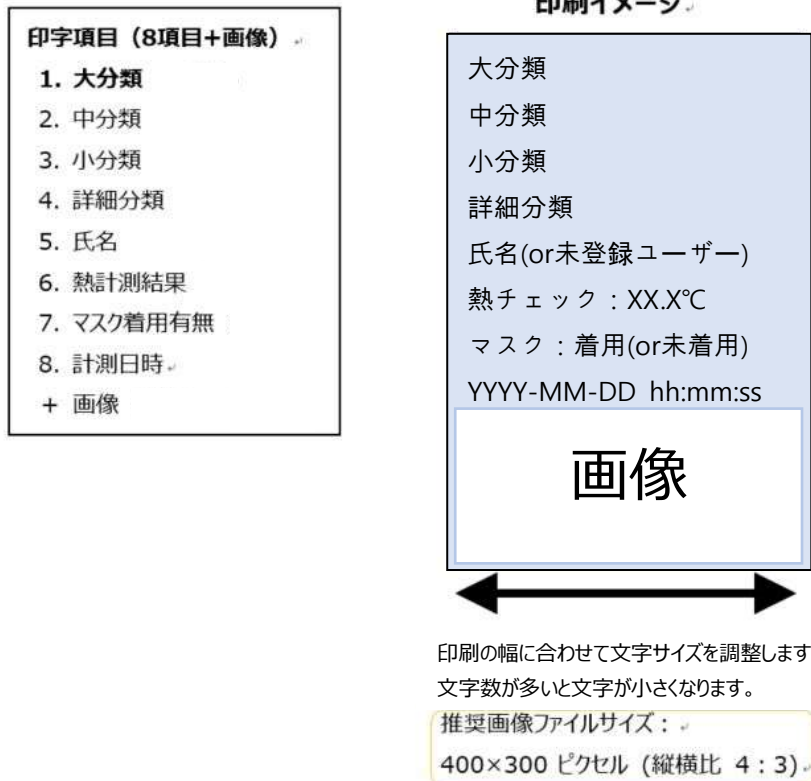 印字項目（8項目+画像）
1. 大分類
2. 中分類
3. 小分類
4. 詳細分類
5. 氏名
6. 熱計測結果
7. マスク着用有無
8. 計測日時
+ 画像
印刷イメージ
大分類
中分類
小分類
詳細分類
氏名(or未登録ユーザー)
熱チェック：XX.X℃
マスク：着用(or未着用)
YYYY-MM-DD hh:mm:ss
画像
印刷の幅に合わせて文字サイズを調整します
文字数が多いと文字が小さくなります。
推奨画像ファイルサイズ：
400×300 ピクセル（縦横比 4：3）